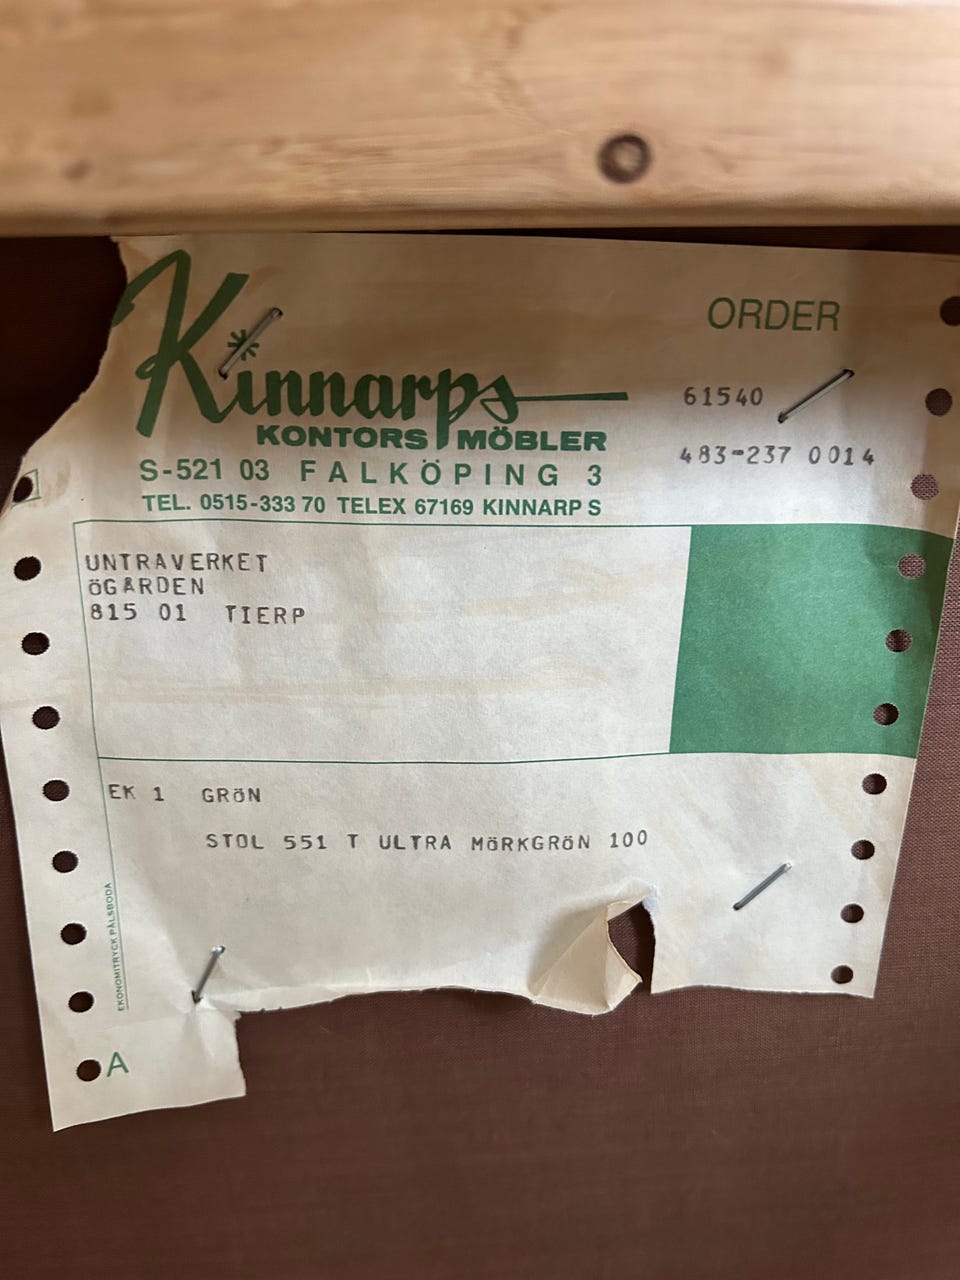 Kinnarps
KONTORS MÖBLER
S-521 03 FALKÖPING 3
TEL. 0515-333 70 TELEX 67169 KINNARP S
ORDER
61540
483-237 0014
UNTRAVERKET
öGÅRDEN
815 01 TIERP
EK 1 GRöN
STOL 551 T ULTRA MöRKGRöN 100
EKONOMITRYCK PÅLSBODA
A